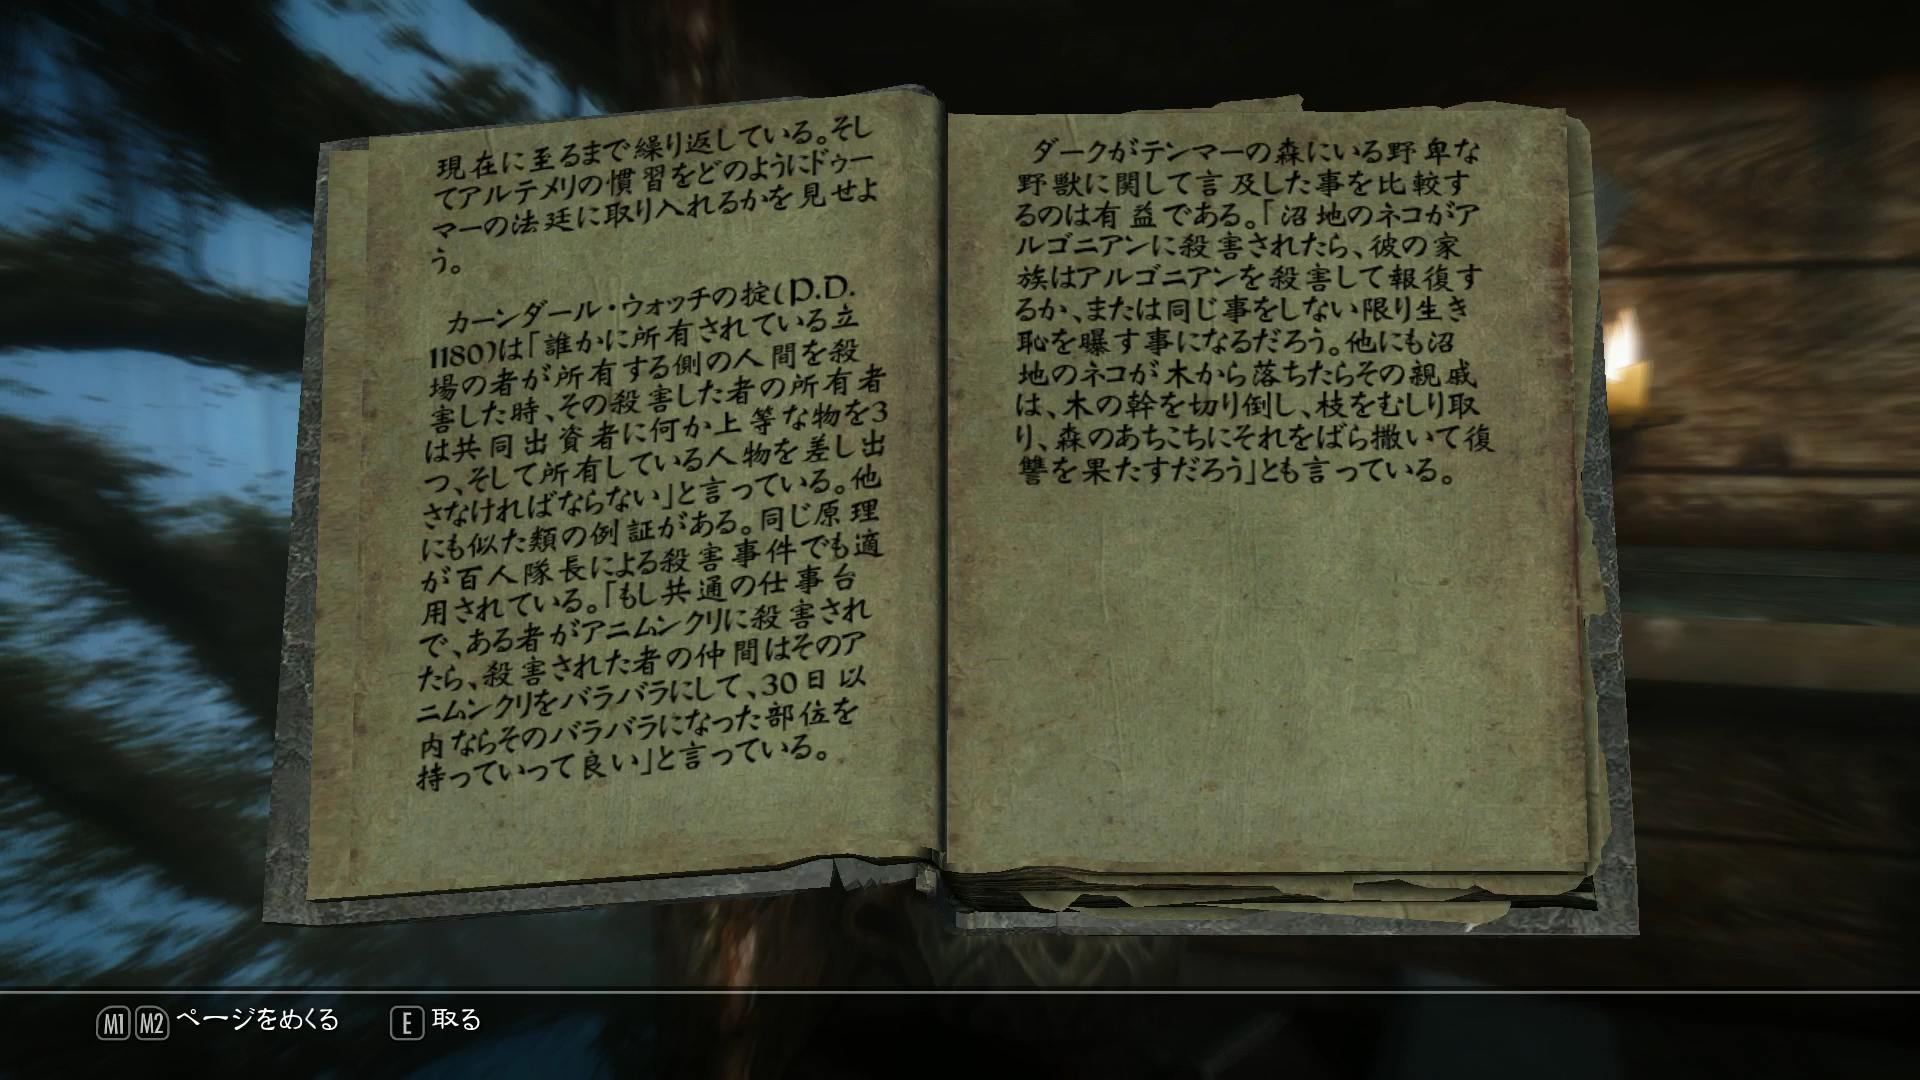 現在に至るまで繰り返している。そし
てアルテメリの慣習をどのようにドゥー
マーの法廷に取り入れるかを見せよ
う。
カーンダール・ウォッチの掟(P.D.
1180)は「誰かに所有されている立
場の者が所有する側の人間を殺
害した時、その殺害した者の所有者
は共同出資者に何か上等な物を3
つ、そして所有している人物を差し出
さなければならない」と言っている。他
にも似た類の例証がある。同じ原理
が百人隊長による殺害事件でも適
用されている。「もし共通の仕事台
で、ある者がアニムンクリに殺害され
たら、殺害された者の仲間はそのア
ニムンクリをバラバラにして、30日以
内ならそのバラバラになった部位を
持っていって良い」と言っている。
ダークがテンマーの森にいる野卑な
野獣に関して言及した事を比較す
るのは有益である。「沼地のネコがア
ルゴニアンに殺害されたら、彼の家
族はアルゴニアンを殺害して報復す
るか、または同じ事をしない限り生き
恥を曝す事になるだろう。他にも沼
地のネコが木から落ちたらその親戚
は、木の幹を切り倒し、枝をむしり取
り、森のあちこちにそれをばら撒いて復
讐を果たすだろう」とも言っている。
M1 M2 ページをめくる E 取る